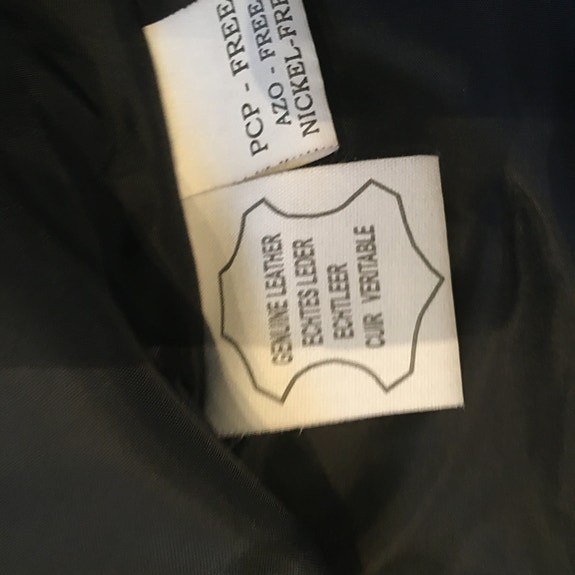 PCP - FREE
AZO - FREE
NICKEL-FRE
GENUINE LEATHER
ECHTES LEDER
ECHTLEER
CUIR VERITABLE